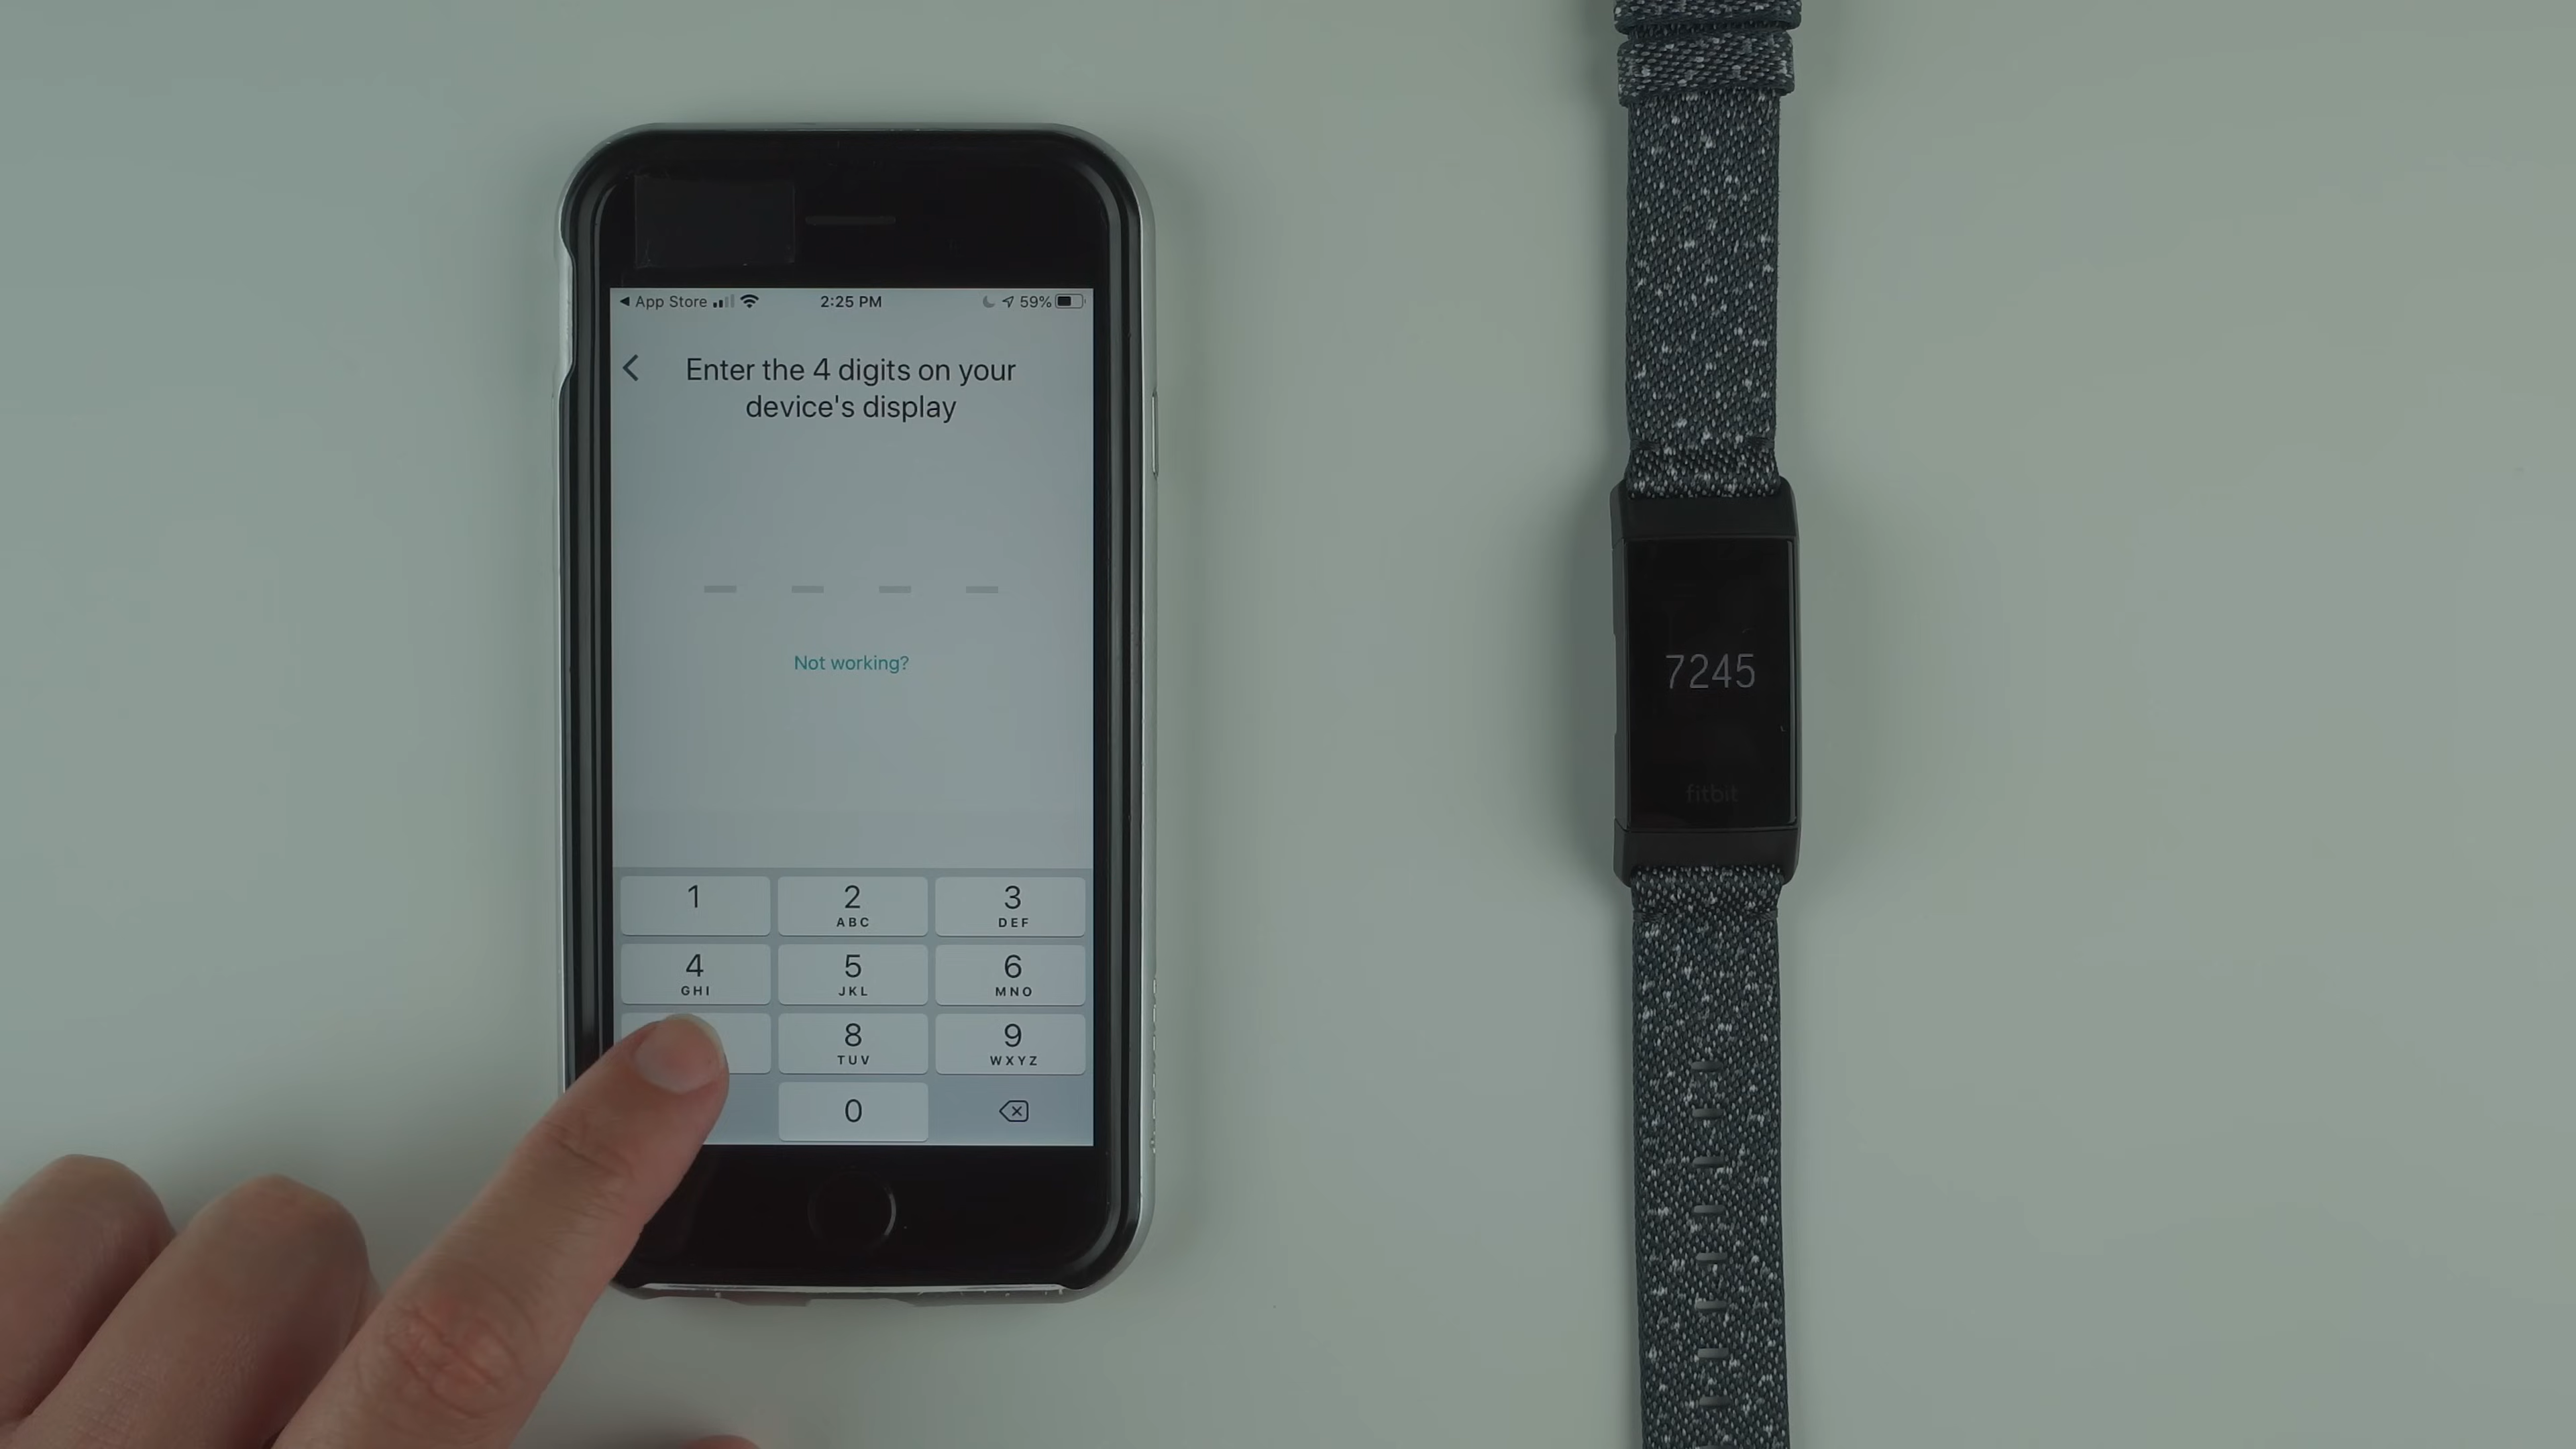 App Store
2:25 PM
59%
Enter the 4 digits on your
device's display
Not working?
1
2
ABC
3
DEF
4
GHI
5
JKL
6
MNO
8
TUV
9
WXYZ
0
7245
fitbit